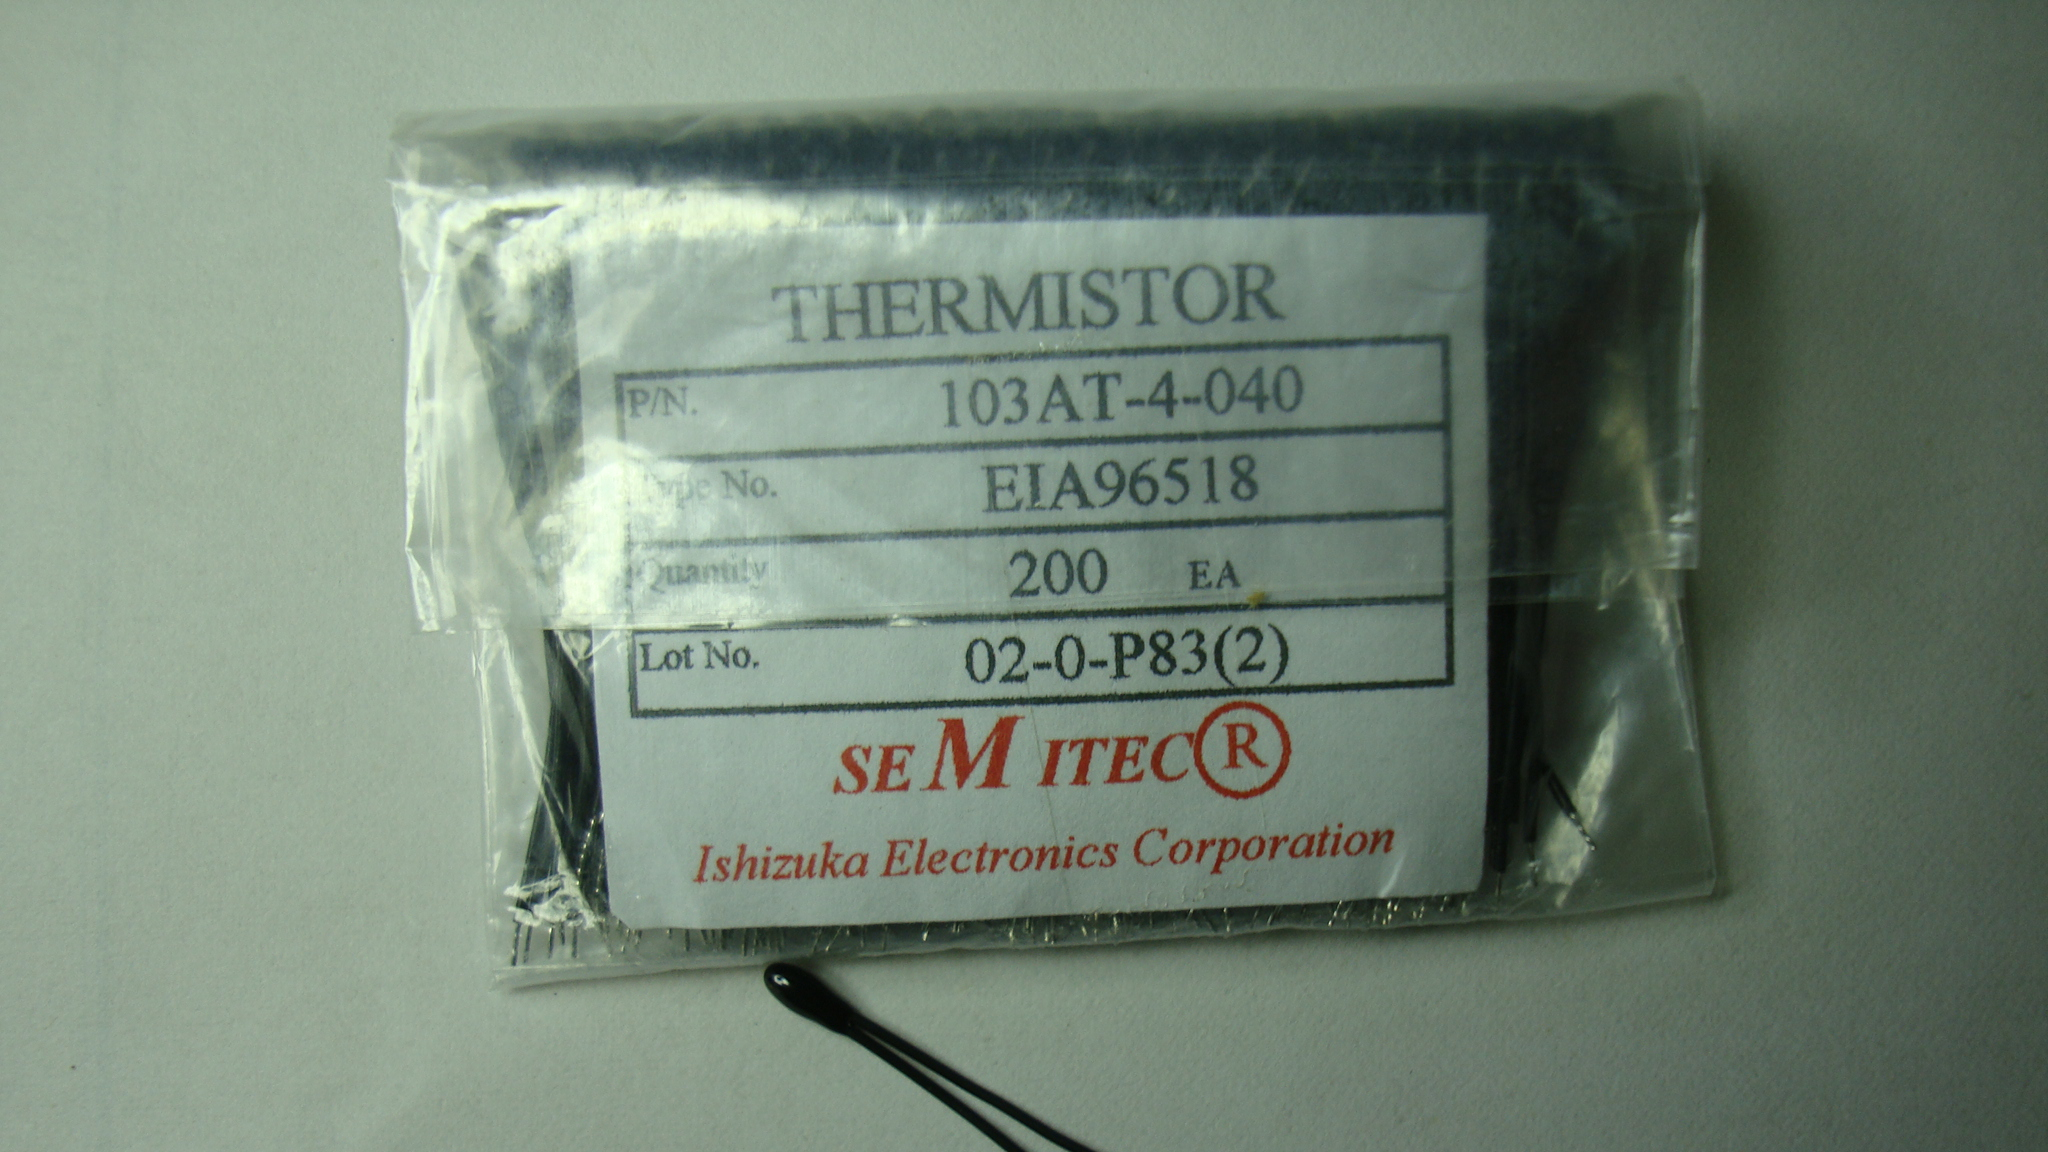 THERMISTOR
P/N. 103AT-4-040
Type No. EIA96518
Quantity 200 EA
Lot No. 02-0-P83(2)
SEMITEC®
Ishizuka Electronics Corporation